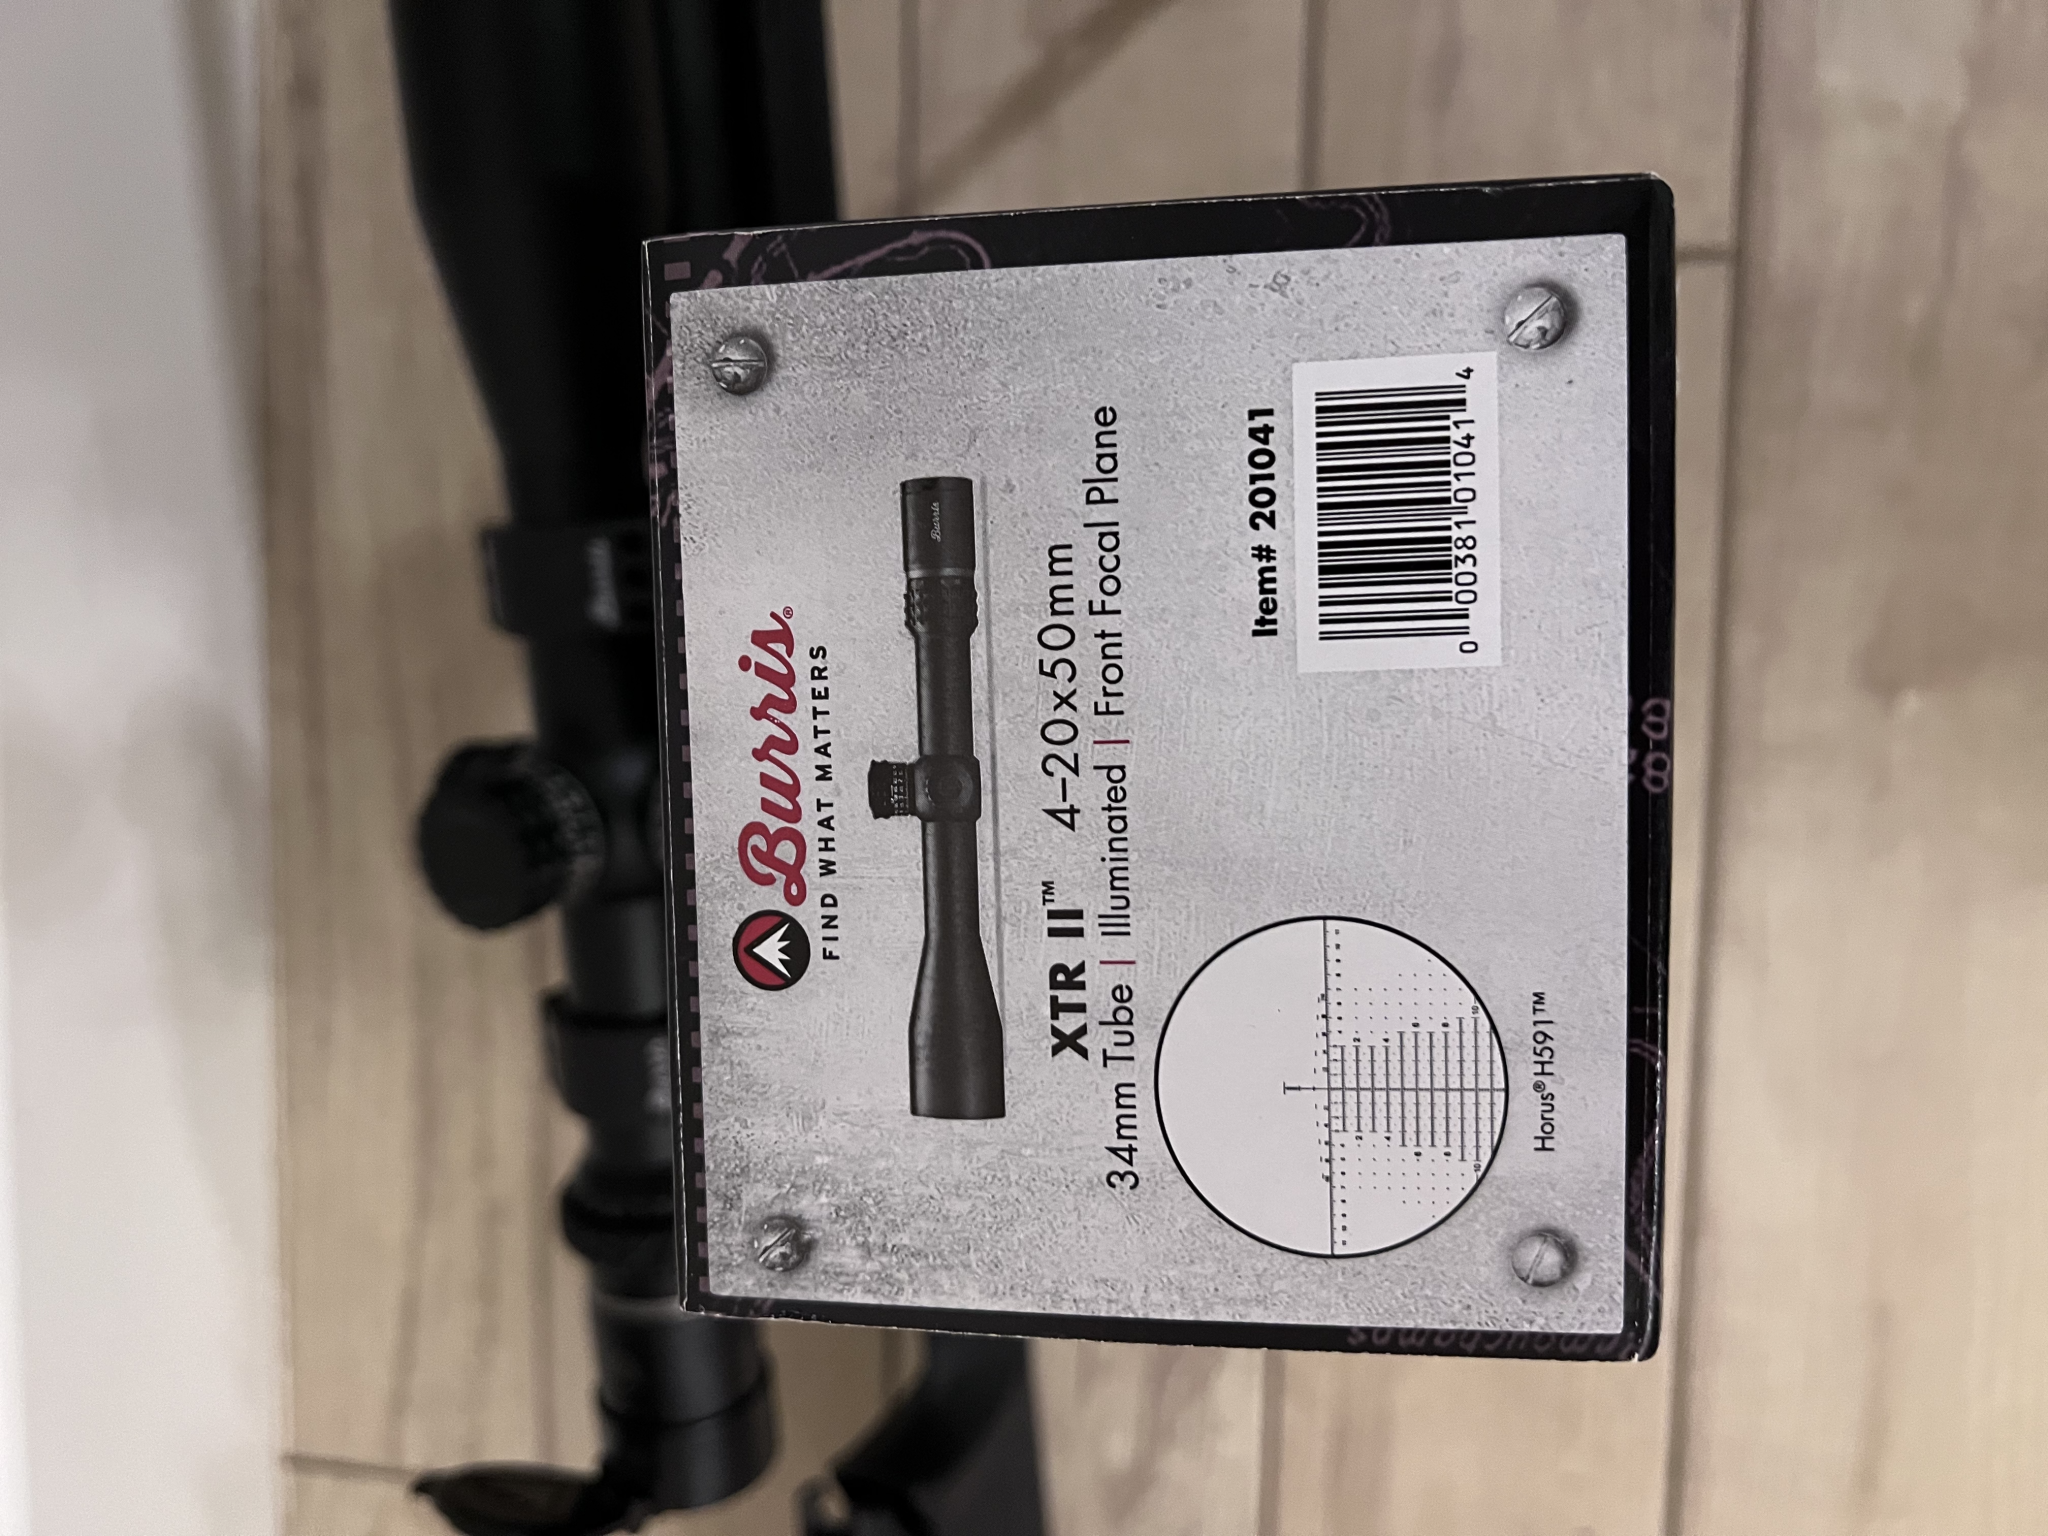 Burris®
FIND WHAT MATTERS
Burris
XTR II™ 4–20x50mm
34mm Tube | Illuminated | Front Focal Plane
Item# 201041
0 00381 01041 4
Horus® H591™